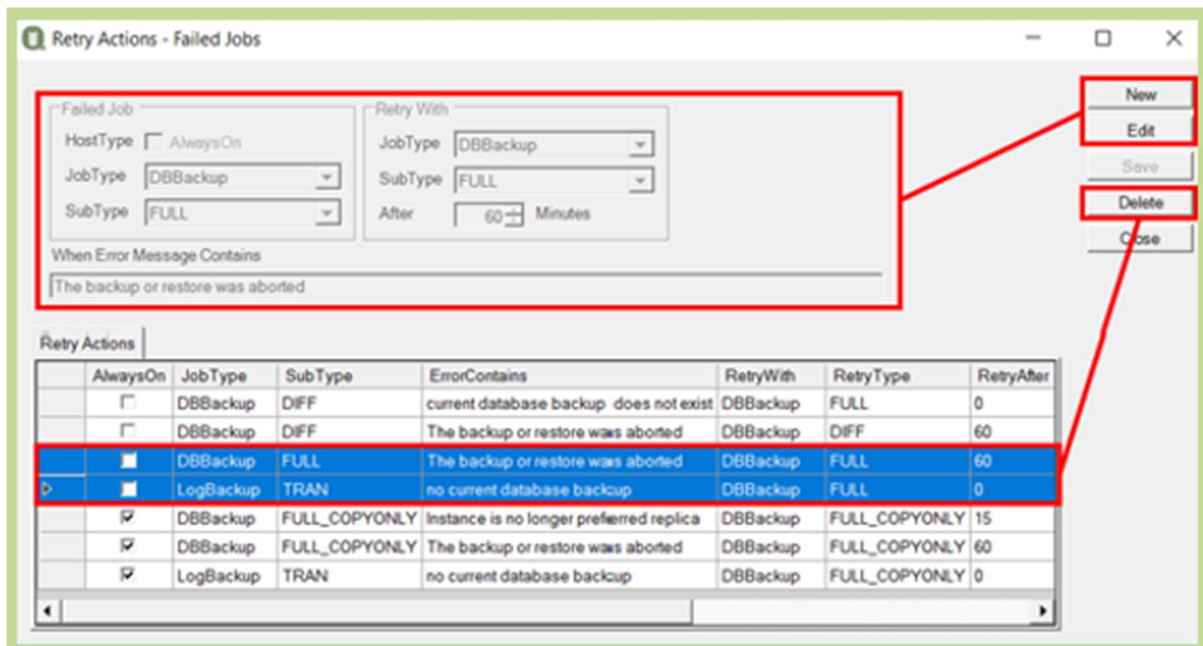 Retry Actions - Failed Jobs
Failed Job
HostType AlwaysOn
JobType DBBackup
SubType FULL
Retry With
JobType DBBackup
SubType FULL
After 60 Minutes
When Error Message Contains
The backup or restore was aborted
New
Edit
Save
Delete
Close
Retry Actions
AlwaysOn JobType SubType ErrorContains RetryWith RetryType RetryAfter
DBBackup DIFF current database backup does not exist DBBackup FULL 0
DBBackup DIFF The backup or restore was aborted DBBackup DIFF 60
DBBackup FULL The backup or restore was aborted DBBackup FULL 60
LogBackup TRAN no current database backup DBBackup FULL 0
DBBackup FULL_COPYONLY Instance is no longer preferred replica DBBackup FULL_COPYONLY 15
DBBackup FULL_COPYONLY The backup or restore was aborted DBBackup FULL_COPYONLY 60
LogBackup TRAN no current database backup DBBackup FULL_COPYONLY 0